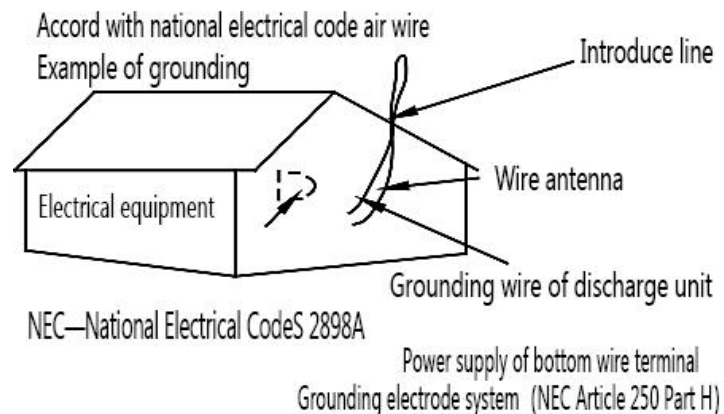 Accord with national electrical code air wire
Example of grounding
Introduce line
Wire antenna
Electrical equipment
Grounding wire of discharge unit
NEC—National Electrical CodeS 2898A
Power supply of bottom wire terminal
Grounding electrode system (NEC Article 250 Part H)